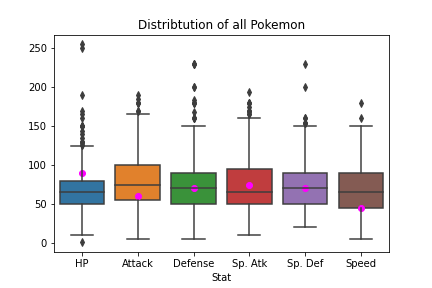 Distribtution of all Pokemon
250
200
150
100
50
0
HP Attack Defense Sp. Atk Sp. Def Speed
Stat